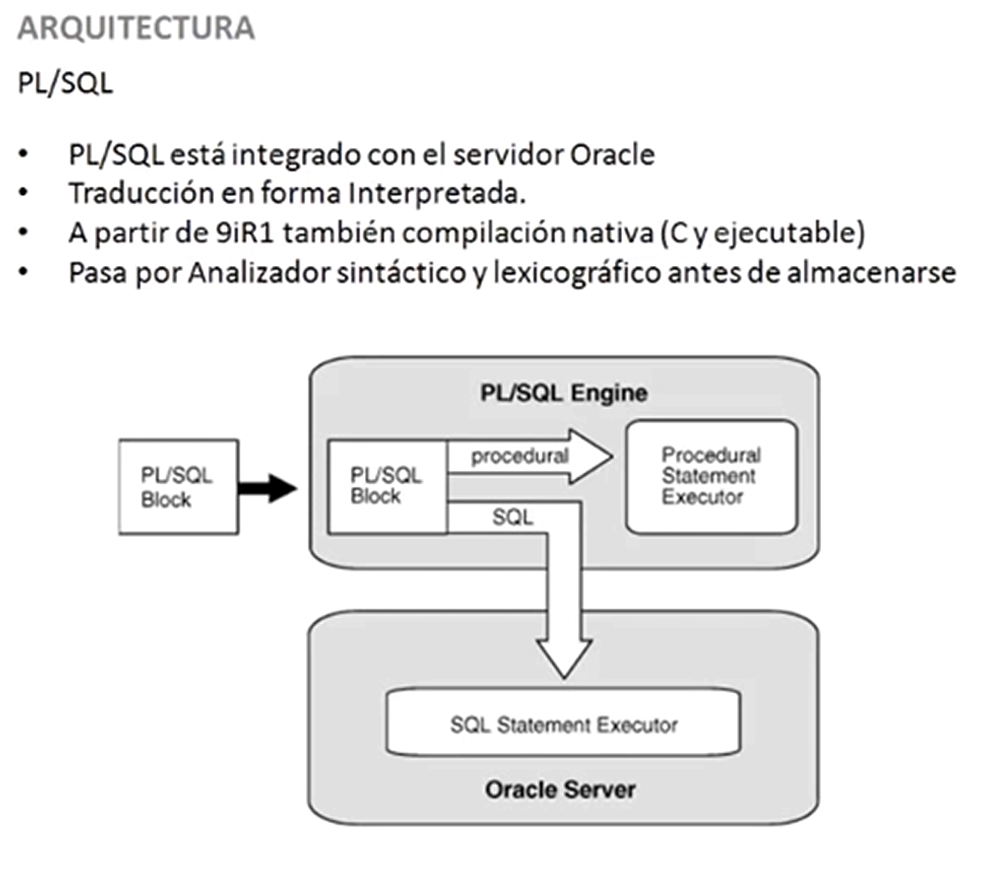 ARQUITECTURA
PL/SQL
• PL/SQL está integrado con el servidor Oracle
• Traducción en forma Interpretada.
• A partir de 9iR1 también compilación nativa (C y ejecutable)
• Pasa por Analizador sintáctico y lexicográfico antes de almacenarse
PL/SQL Engine
PL/SQL
Block
PL/SQL
Block
procedural
SQL
Procedural
Statement
Executor
SQL Statement Executor
Oracle Server